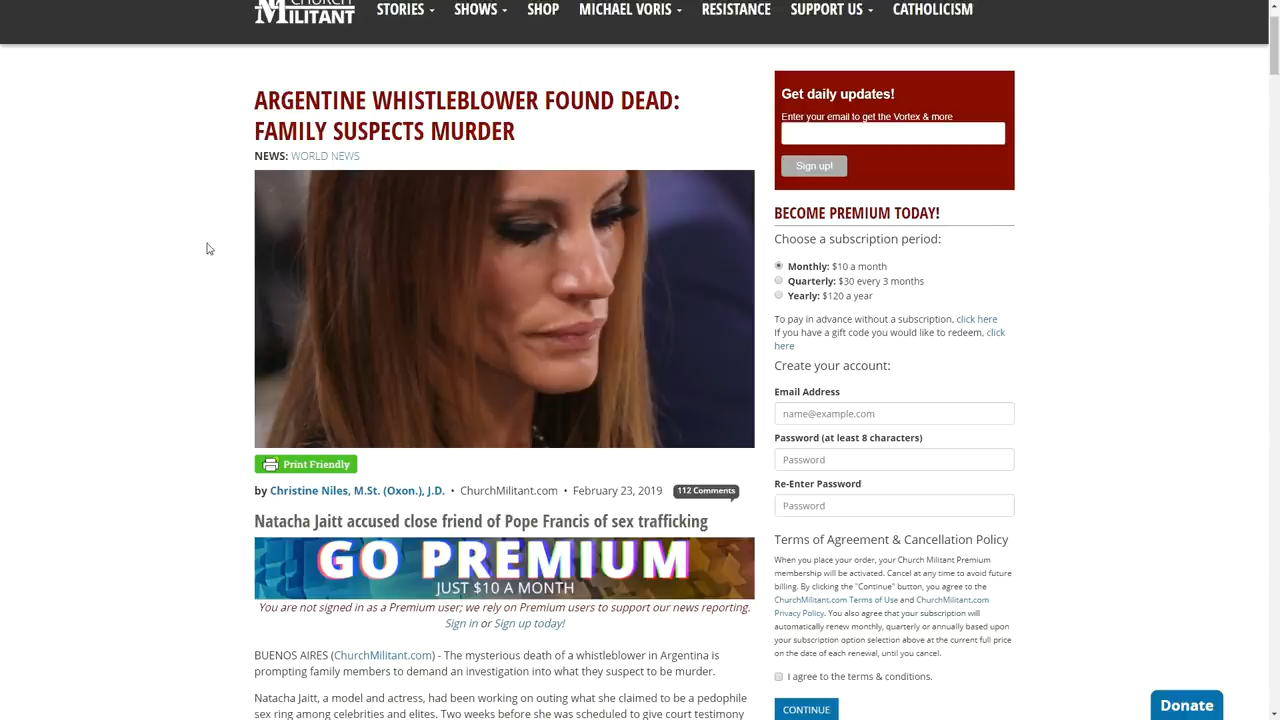 CHURCH
MILITANT
STORIES
SHOWS
SHOP
MICHAEL VORIS
RESISTANCE
SUPPORT US
CATHOLICISM
ARGENTINE WHISTLEBLOWER FOUND DEAD:
FAMILY SUSPECTS MURDER
NEWS: WORLD NEWS
Print Friendly
by Christine Niles, M.St. (Oxon.), J.D. • ChurchMilitant.com • February 23, 2019 112 Comments
Natacha Jaitt accused close friend of Pope Francis of sex trafficking
GO PREMIUM
JUST $10 A MONTH
You are not signed in as a Premium user; we rely on Premium users to support our news reporting.
Sign in or Sign up today!
BUENOS AIRES (ChurchMilitant.com) - The mysterious death of a whistleblower in Argentina is
prompting family members to demand an investigation into what they suspect to be murder.
Natacha Jaitt, a model and actress, had been working on outing what she claimed to be a pedophile
sex ring among celebrities and elites. Two weeks before she was scheduled to give court testimony
Get daily updates!
Enter your email to get the Vortex & more
Sign up!
BECOME PREMIUM TODAY!
Choose a subscription period:
Monthly: $10 a month
Quarterly: $30 every 3 months
Yearly: $120 a year
To pay in advance without a subscription, click here
If you have a gift code you would like to redeem, click
here
Create your account:
Email Address
name@example.com
Password (at least 8 characters)
Password
Re-Enter Password
Password
Terms of Agreement & Cancellation Policy
When you place your order, your Church Militant Premium
membership will be activated. Cancel at any time to avoid future
billing. By clicking the "Continue" button, you agree to the
ChurchMilitant.com Terms of Use and ChurchMilitant.com
Privacy Policy. You also agree that your subscription will
automatically renew monthly, quarterly or annually based upon
your subscription option selection above at the current full price
on the date of each renewal, until you cancel.
I agree to the terms & conditions.
CONTINUE
Donate